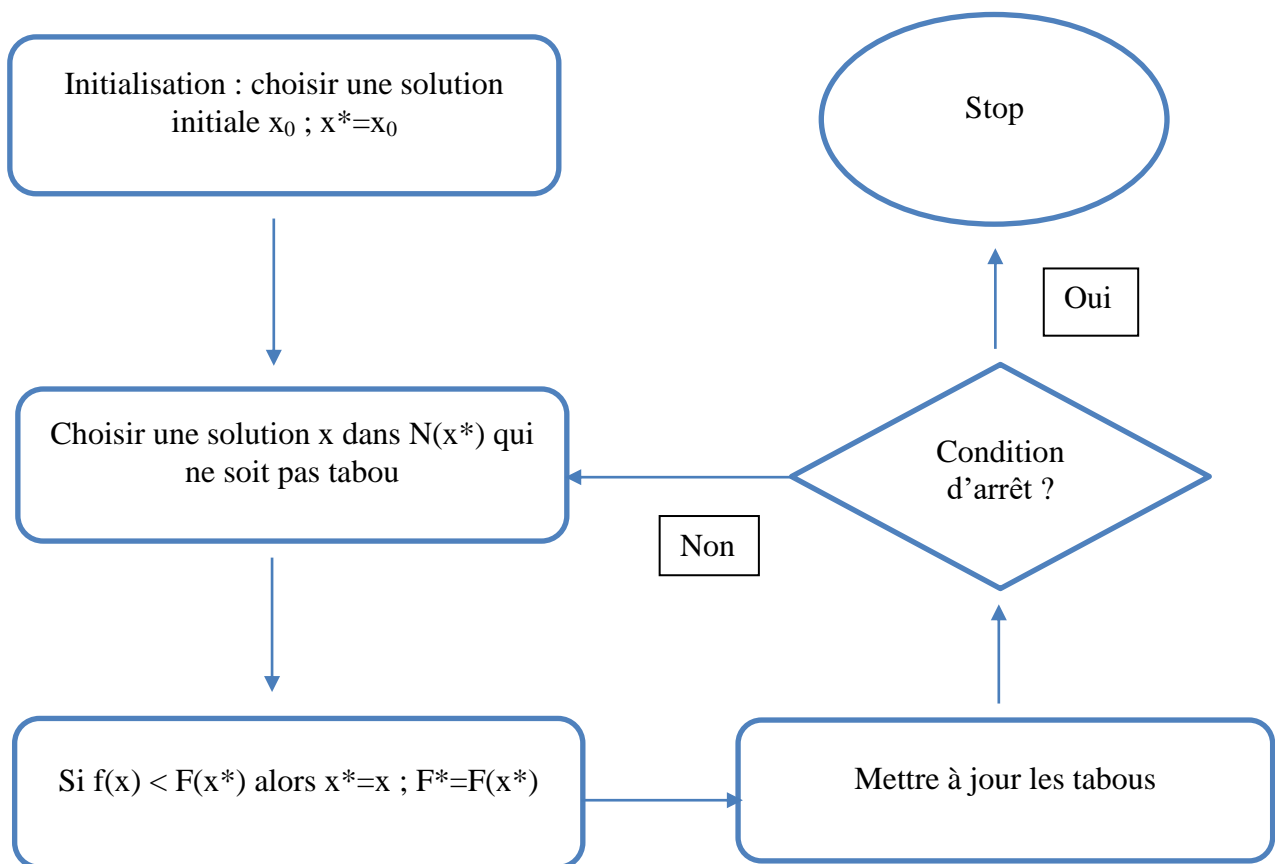 Initialisation : choisir une solution
initiale x₀ ; x*=x₀
Choisir une solution x dans N(x*) qui
ne soit pas tabou
Si f(x) < F(x*) alors x*=x ; F*=F(x*)
Mettre à jour les tabous
Condition
d’arrêt ?
Non
Oui
Stop